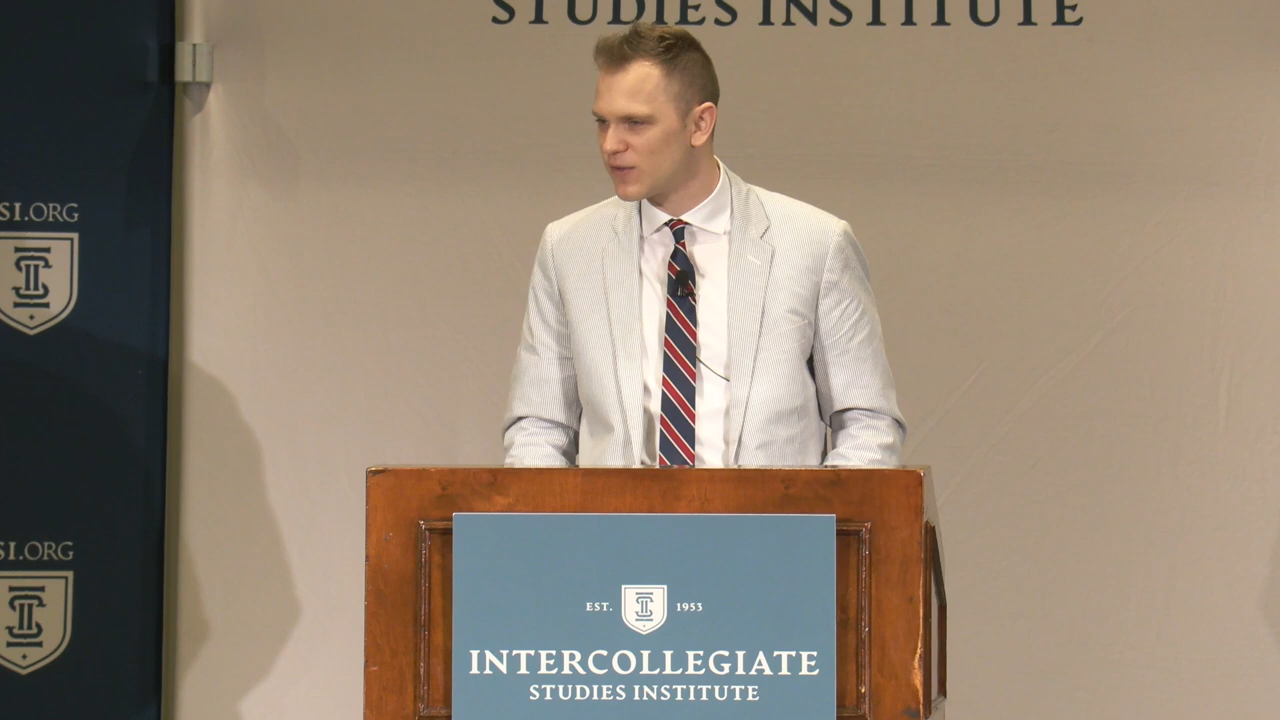 STUDIES INSTITUTE
SI.ORG
SI.ORG
EST. 1953
INTERCOLLEGIATE
STUDIES INSTITUTE